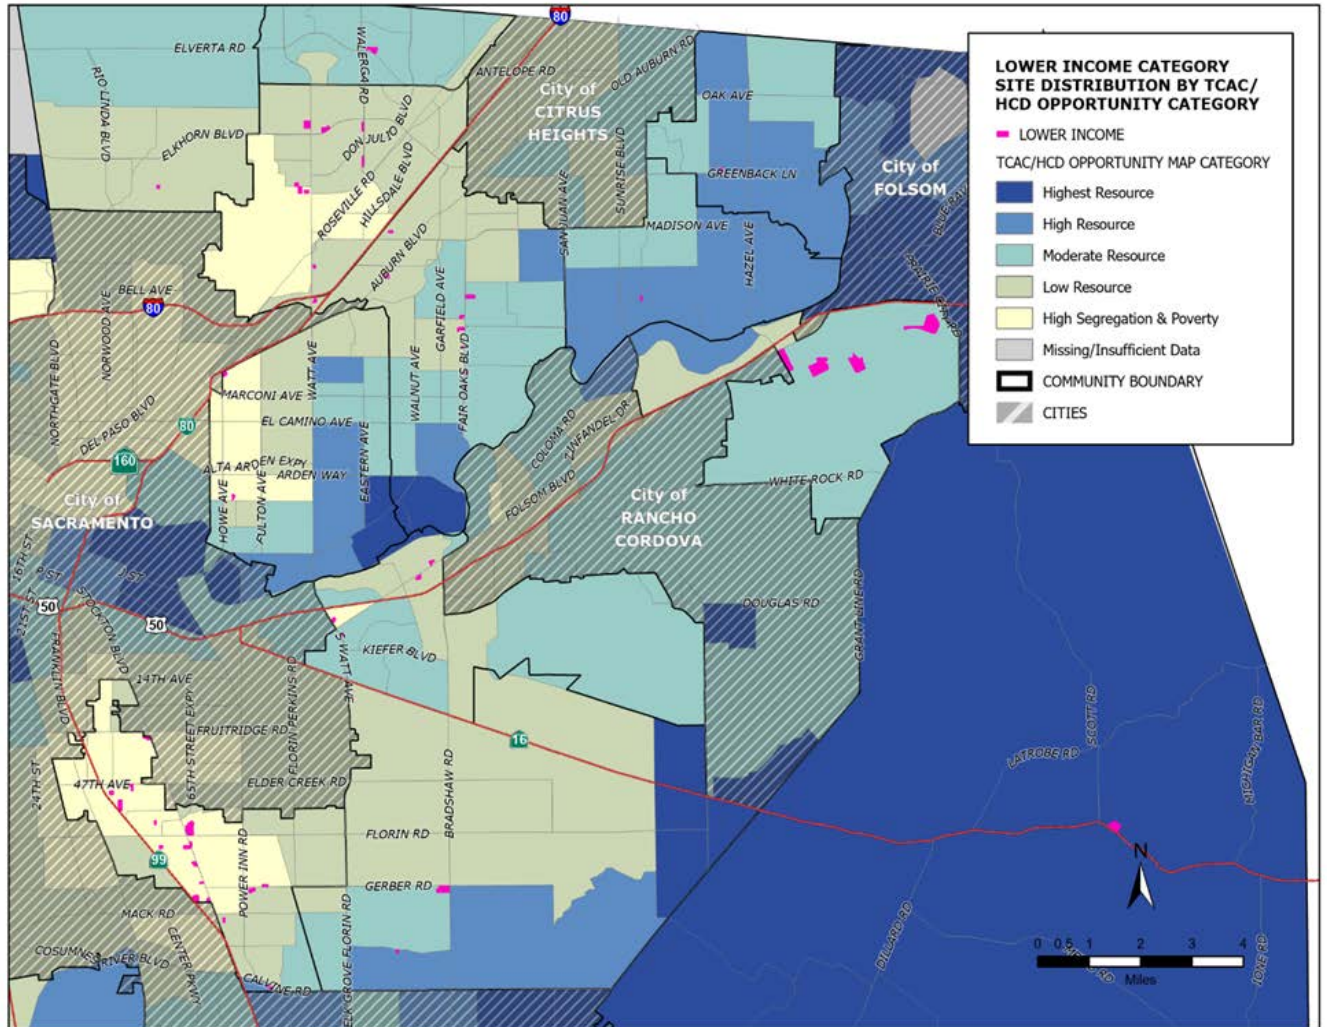 80
ELVERTA RD
WALERGA RD
ANTELOPE RD
OLD AUBURN RD
City of
CITRUS
HEIGHTS
RIO LINDA BLVD
ELKHORN BLVD
DON JULIO BLVD
OAK AVE
HILLSDALE BLVD
ROSEVILLE RD
SUNRISE BLVD
GREENBACK LN
City of
FOLSOM
SAN JUAN AVE
MADISON AVE
HAZEL AVE
AUBURN BLVD
BELL AVE
80
NORWOOD AVE
GARFIELD AVE
NORTHGATE BLVD
WATT AVE
WALNUT AVE
FAIR OAKS BLVD
MARCONI AVE
DEL PASO BLVD
80
EL CAMINO AVE
COLOMA RD
ZINFANDEL DR
160
EASTERN AVE
ARDEN WAY
HOWE AVE
FULTON AVE
FOLSOM BLVD
WHITE ROCK RD
City of
SACRAMENTO
City of
RANCHO
CORDOVA
16TH ST
P ST
J ST
21ST ST
50
STOCKTON BLVD
50
DOUGLAS RD
GRANT LINE RD
FRANKLIN BLVD
S WATT AVE
KIEFER BLVD
14TH AVE
65TH STREET EXPY
FRUITRIDGE RD
FLORIN PERKINS RD
16
SCOTT RD
LATROBE RD
MICHIGAN BAR RD
24TH ST
47TH AVE
ELDER CREEK RD
BRADSHAW RD
FLORIN RD
99
POWER INN RD
GERBER RD
MACK RD
CENTER PKWY
ELK GROVE FLORIN RD
CALVINE RD
DILLARD RD
IONE RD
LOWER INCOME CATEGORY
SITE DISTRIBUTION BY TCAC/
HCD OPPORTUNITY CATEGORY
LOWER INCOME
TCAC/HCD OPPORTUNITY MAP CATEGORY
Highest Resource
High Resource
Moderate Resource
Low Resource
High Segregation & Poverty
Missing/Insufficient Data
COMMUNITY BOUNDARY
CITIES
N
0 0.5 1 2 3 4
Miles